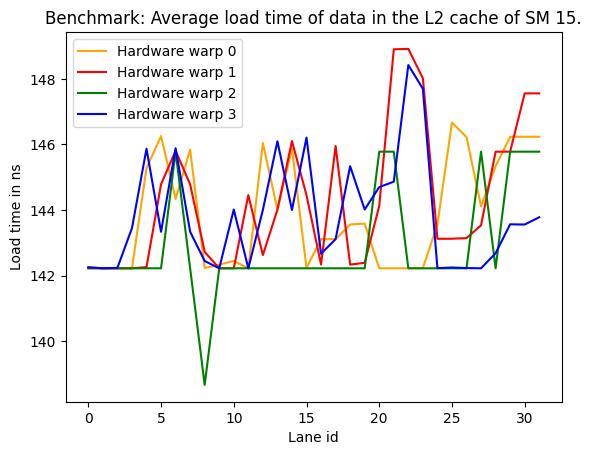 Benchmark: Average load time of data in the L2 cache of SM 15.
Hardware warp 0
Hardware warp 1
Hardware warp 2
Hardware warp 3
Load time in ns
148
146
144
142
140
0 5 10 15 20 25 30
Lane id